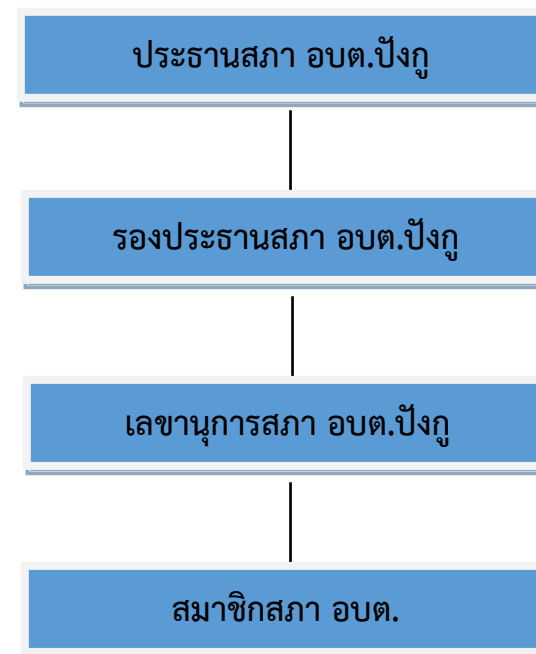 ประธานสภา อบต.ปังกู
รองประธานสภา อบต.ปังกู
เลขานุการสภา อบต.ปังกู
สมาชิกสภา อบต.